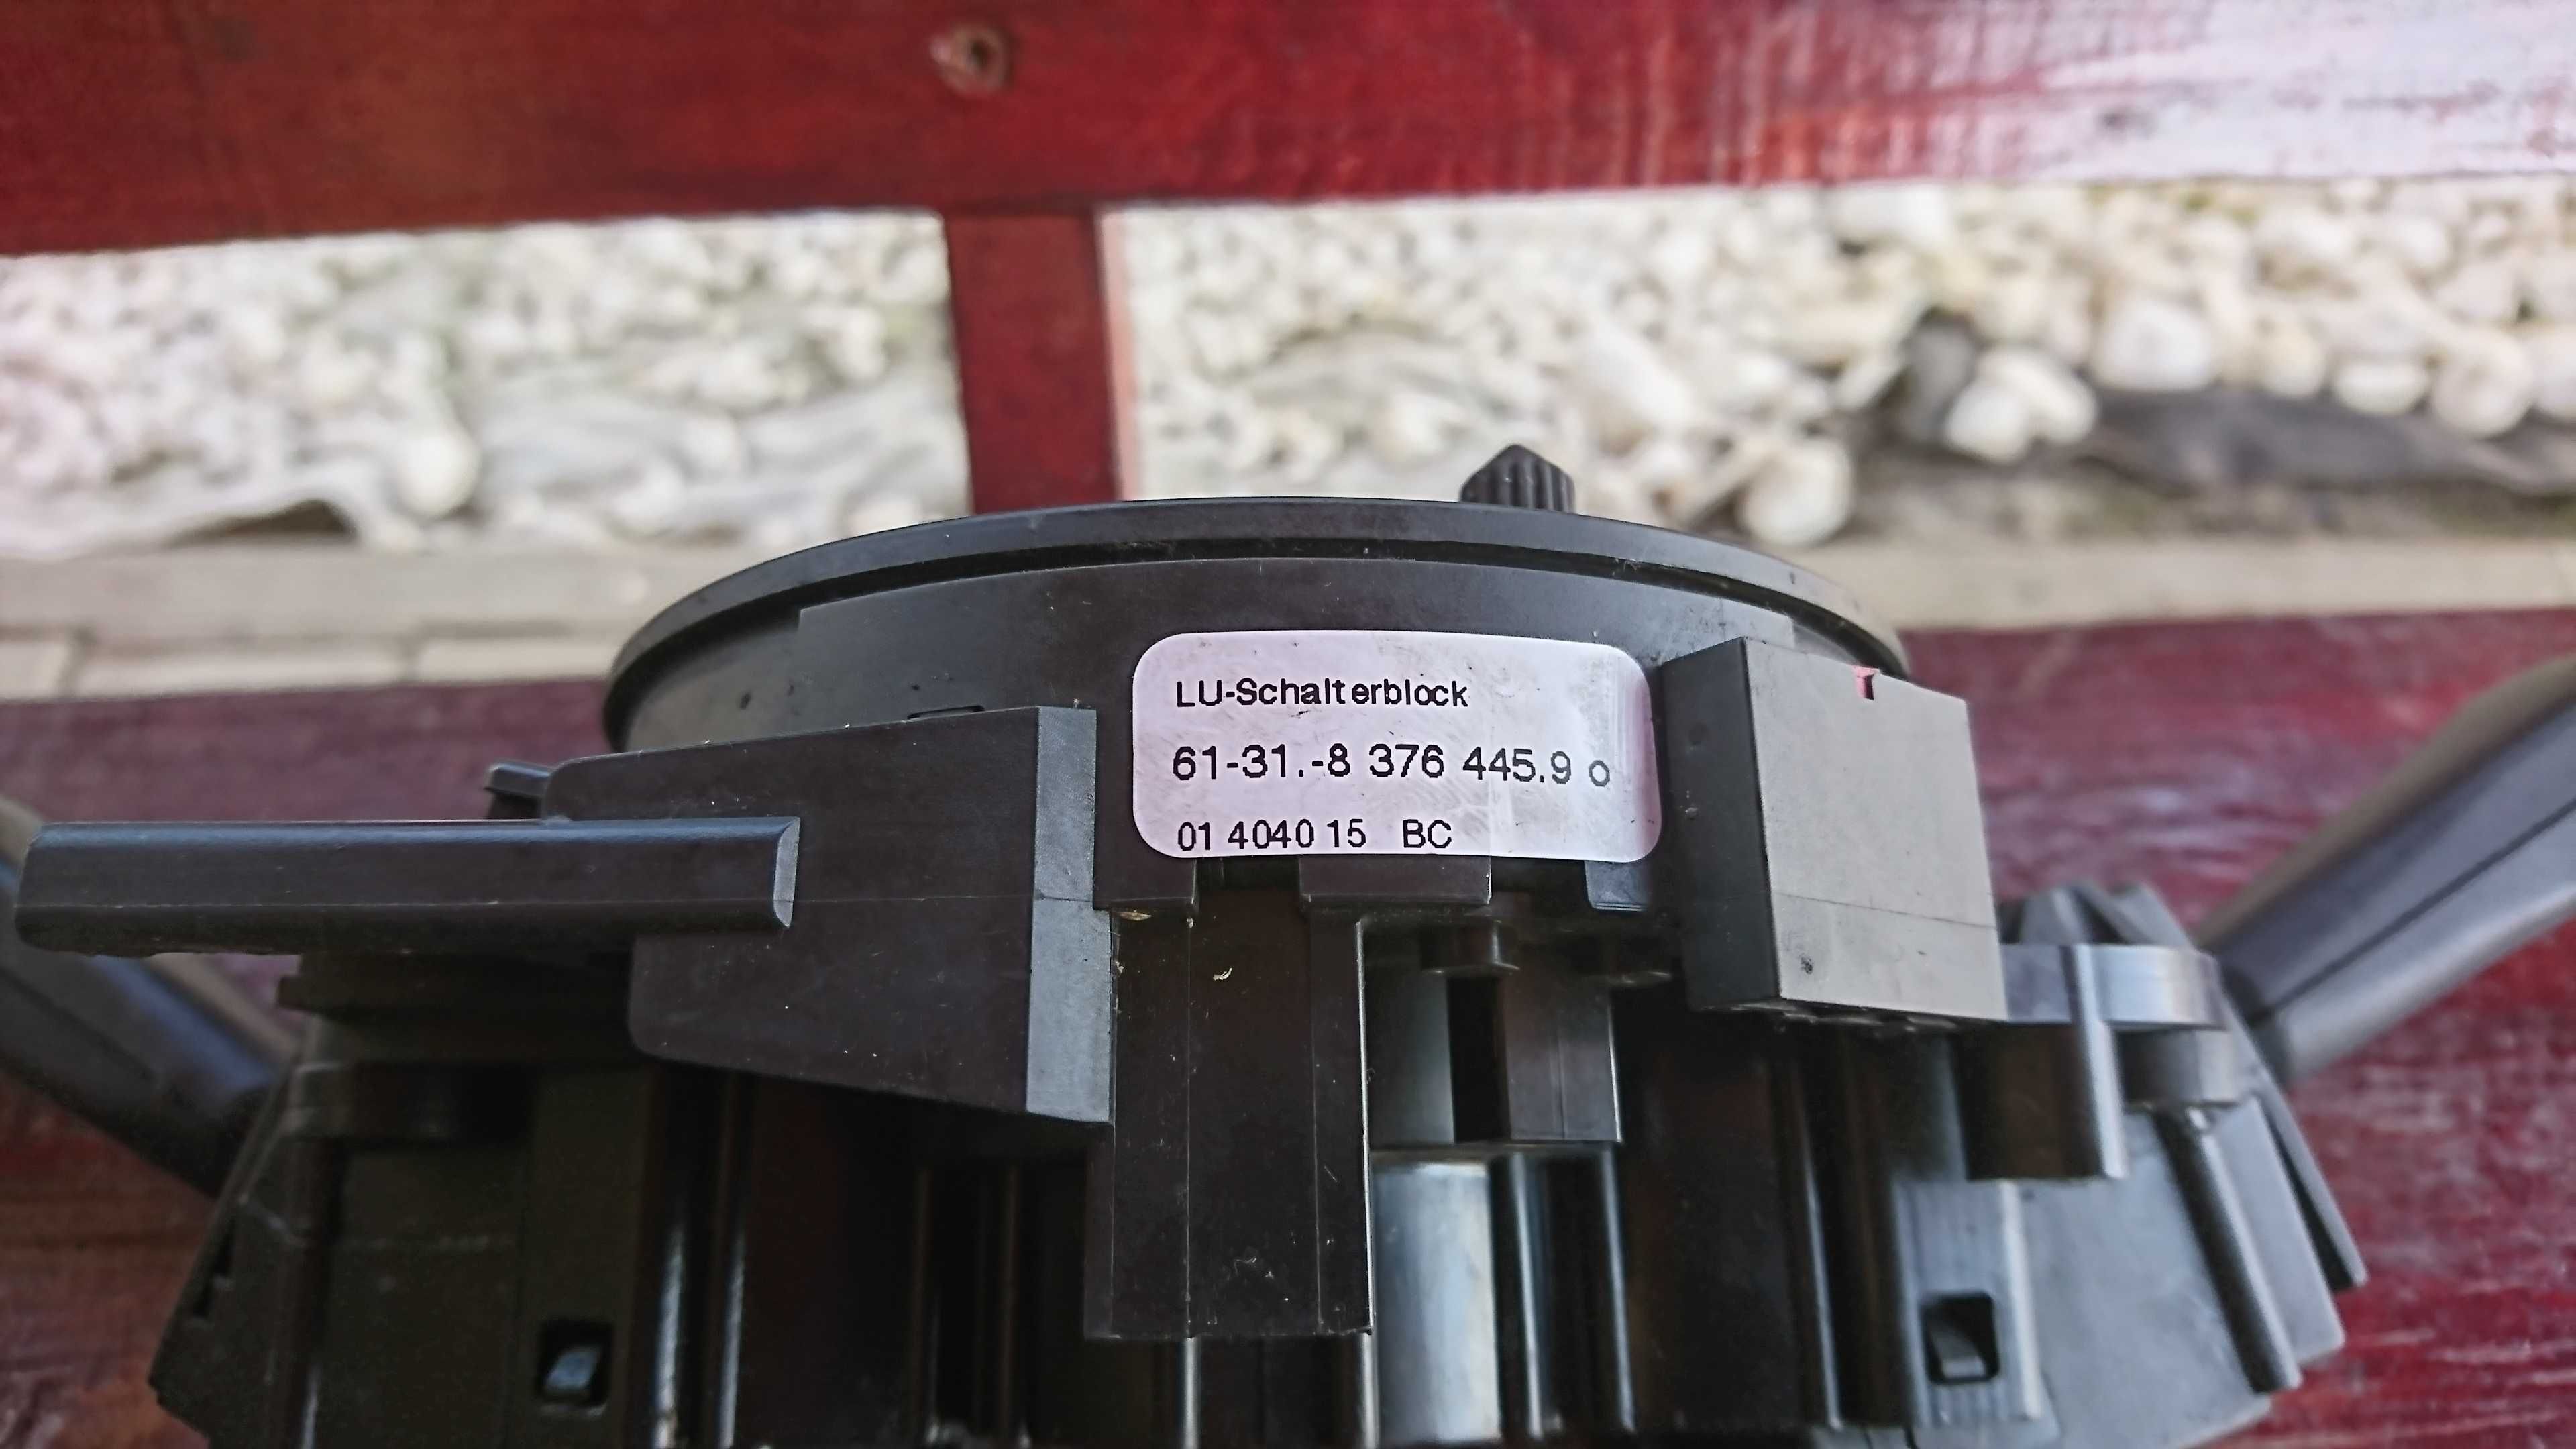 LU-Schalterblock
61-31.-8 376 445.9 o
01 4040 15 BC